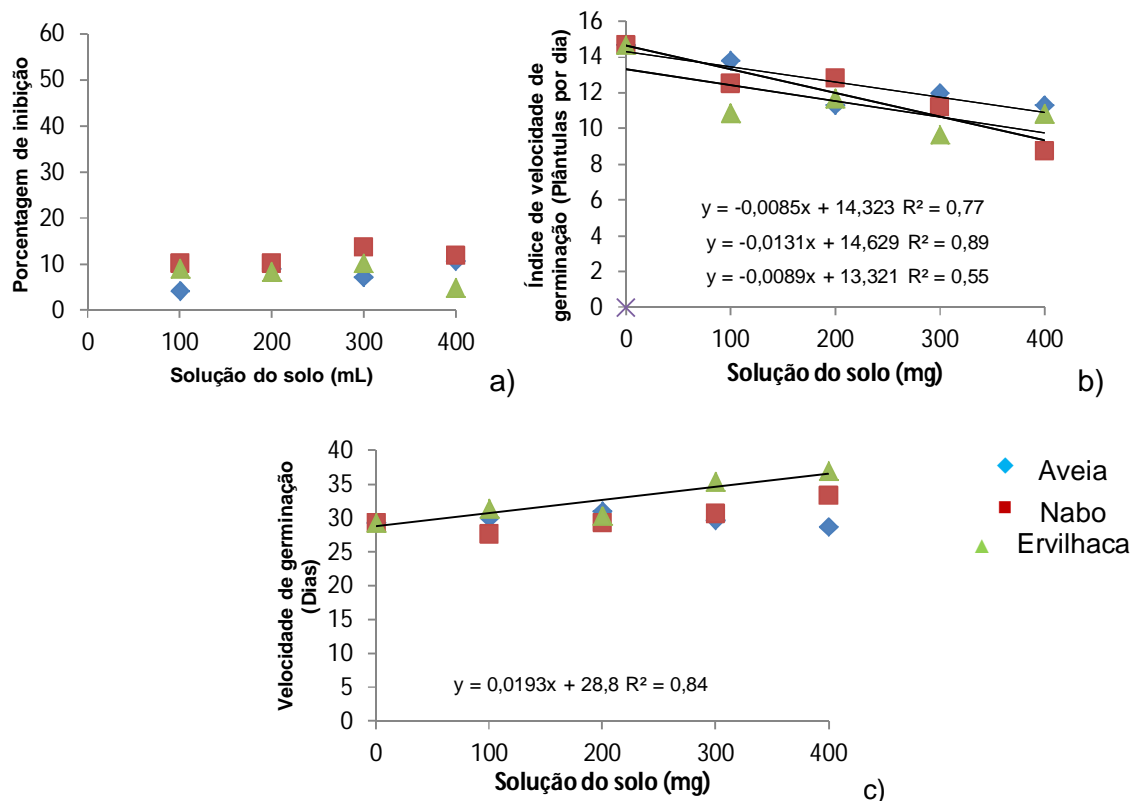 Porcentagem de inibição
60
50
40
30
20
10
0
0 100 200 300 400
Solução do solo (mL)
a)
Índice de velocidade de
germinação (Plântulas por dia)
16
14
12
10
8
6
4
2
0
y = -0,0085x + 14,323 R² = 0,77
y = -0,0131x + 14,629 R² = 0,89
y = -0,0089x + 13,321 R² = 0,55
0 100 200 300 400
Solução do solo (mg)
b)
Velocidade de germinação
(Dias)
40
35
30
25
20
15
10
5
0
y = 0,0193x + 28,8 R² = 0,84
0 100 200 300 400
Solução do solo (mg)
c)
Aveia
Nabo
Ervilhaca